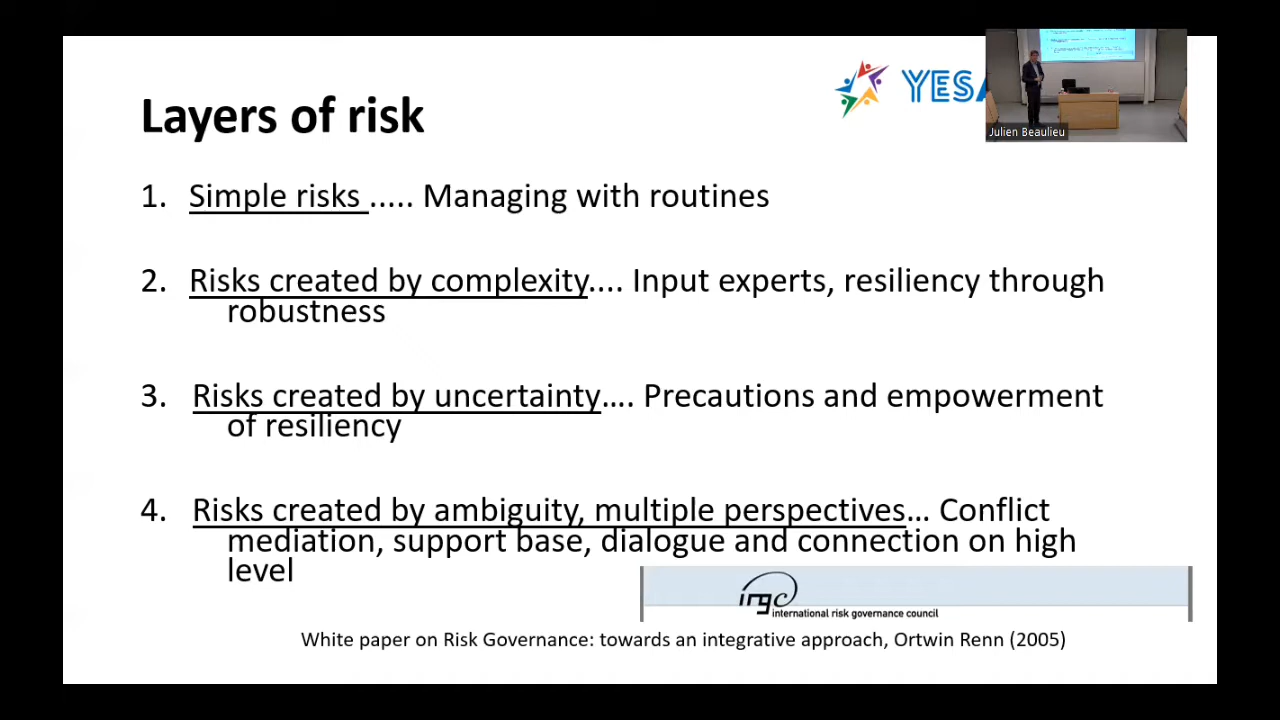 Layers of risk
YESA
Julien Beaulieu
1. Simple risks ..... Managing with routines
2. Risks created by complexity.... Input experts, resiliency through
robustness
3. Risks created by uncertainty.... Precautions and empowerment
of resiliency
4. Risks created by ambiguity, multiple perspectives... Conflict
mediation, support base, dialogue and connection on high
level
irgc
international risk governance council
White paper on Risk Governance: towards an integrative approach, Ortwin Renn (2005)